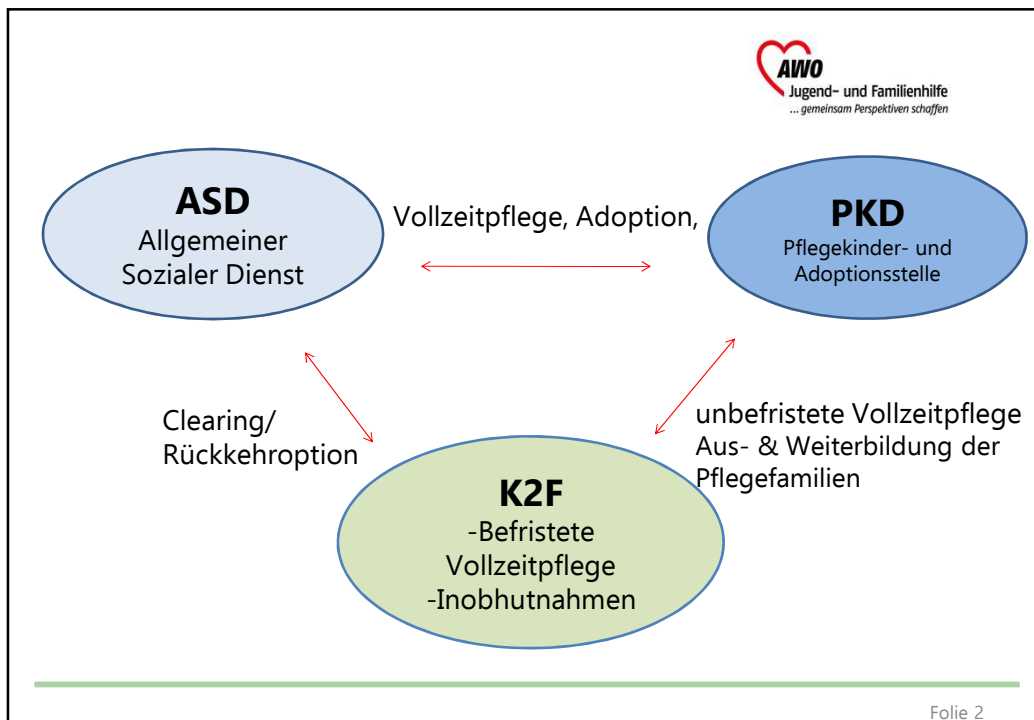 AWO
Jugend- und Familienhilfe
... gemeinsam Perspektiven schaffen
ASD
Allgemeiner
Sozialer Dienst
Vollzeitpflege, Adoption,
PKD
Pflegekinder- und
Adoptionsstelle
Clearing/
Rückkehroption
unbefristete Vollzeitpflege
Aus- & Weiterbildung der
Pflegefamilien
K2F
-Befristete
Vollzeitpflege
-Inobhutnahmen
Folie 2